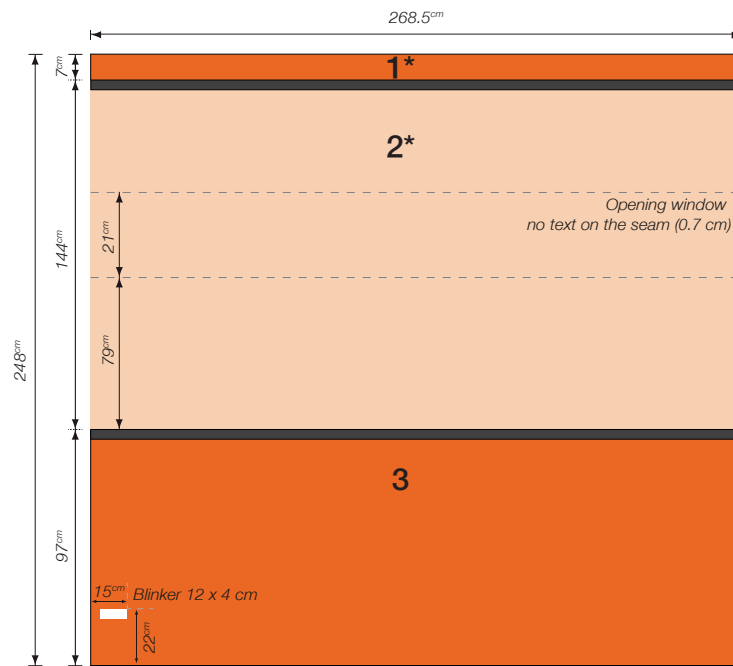 268.5cm
7cm
1*
2*
Opening window
no text on the seam (0.7 cm)
21cm
144cm
79cm
248cm
3
97cm
15cm
Blinker 12 x 4 cm
22cm